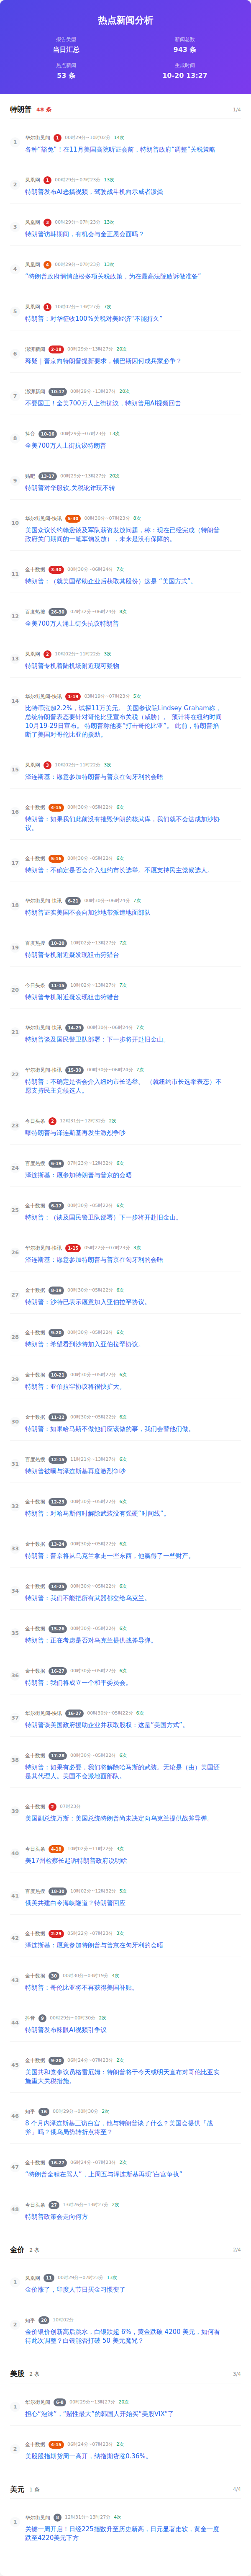 热点新闻分析
报告类型
当日汇总
新闻总数
943 条
热点新闻
53 条
生成时间
10-20 13:27
特朗普 48 条 1/4
1
华尔街见闻 1 00时29分~10时02分 14次
各种“豁免”！在11月美国高院听证会前，特朗普政府“调整”关税策略
2
凤凰网 1 00时29分~07时23分 13次
特朗普发布AI恶搞视频，驾驶战斗机向示威者泼粪
3
凤凰网 3 00时29分~07时23分 13次
特朗普访韩期间，有机会与金正恩会面吗？
4
凤凰网 4 00时29分~07时23分 13次
“特朗普政府悄悄放松多项关税政策，为在最高法院败诉做准备”
5
凤凰网 1 10时02分~13时27分 7次
特朗普：对华征收100%关税对美经济“不能持久”
6
澎湃新闻 2-18 00时29分~13时27分 20次
释疑｜普京向特朗普提新要求，顿巴斯因何成兵家必争？
7
澎湃新闻 10-17 00时29分~13时27分 20次
不要国王！全美700万人上街抗议，特朗普用AI视频回击
8
抖音 10-16 00时29分~07时23分 13次
全美700万人上街抗议特朗普
9
贴吧 13-17 00时29分~13时27分 20次
特朗普对华服软,关税讹诈玩不转
10
华尔街见闻-快讯 5-30 00时30分~07时23分 8次
美国众议长约翰逊谈及军队薪资发放问题，称：现在已经完成（特朗普
政府关门期间的一笔军饷发放），未来是没有保障的。
11
金十数据 3-30 00时30分~06时24分 7次
特朗普：（就美国帮助企业后获取其股份）这是 “美国方式”。
12
百度热搜 26-30 02时32分~06时24分 8次
全美700万人涌上街头抗议特朗普
13
凤凰网 2 10时02分~11时22分 3次
特朗普专机着陆机场附近现可疑物
14
华尔街见闻-快讯 1-19 03时19分~07时23分 5次
比特币涨超2.2%，试探11万美元。 美国参议院Lindsey Graham称，
总统特朗普表态要针对哥伦比亚宣布关税（威胁）。 预计将在纽约时间
10月19日-29日宣布。 特朗普称他要“打击哥伦比亚”。 此前，特朗普掐
断了美国对哥伦比亚的援助。
15
凤凰网 3 10时02分~11时22分 3次
泽连斯基：愿意参加特朗普与普京在匈牙利的会晤
16
金十数据 4-15 00时30分~05时22分 6次
特朗普：如果我们此前没有摧毁伊朗的核武库，我们就不会达成加沙协
议。
17
金十数据 5-16 00时30分~05时22分 6次
特朗普：不确定是否会介入纽约市长选举。不愿支持民主党候选人。
18
华尔街见闻-快讯 6-21 00时30分~06时24分 7次
特朗普证实美国不会向加沙地带派遣地面部队
19
百度热搜 10-20 10时02分~13时27分 7次
特朗普专机附近疑发现狙击狩猎台
20
今日头条 11-15 10时02分~13时27分 7次
特朗普专机附近疑发现狙击狩猎台
21
华尔街见闻-快讯 14-29 00时30分~06时24分 7次
特朗普谈及国民警卫队部署：下一步将开赴旧金山。
22
华尔街见闻-快讯 15-30 00时30分~06时24分 7次
特朗普：不确定是否会介入纽约市长选举。 （就纽约市长选举表态）不
愿支持民主党候选人。
23
今日头条 3 12时31分~12时32分 2次
曝特朗普与泽连斯基再发生激烈争吵
24
百度热搜 6-19 07时23分~12时32分 6次
泽连斯基：愿参加特朗普与普京的会晤
25
金十数据 6-17 00时30分~05时22分 6次
特朗普：（谈及国民警卫队部署）下一步将开赴旧金山。
26
华尔街见闻-快讯 1-15 05时22分~07时23分 3次
泽连斯基：愿意参加特朗普与普京在匈牙利的会晤
27
金十数据 8-19 00时30分~05时22分 6次
特朗普：沙特已表示愿意加入亚伯拉罕协议。
28
金十数据 9-20 00时30分~05时22分 6次
特朗普：希望看到沙特加入亚伯拉罕协议。
29
金十数据 10-21 00时30分~05时22分 6次
特朗普：亚伯拉罕协议将很快扩大。
30
金十数据 11-22 00时30分~05时22分 6次
特朗普：如果哈马斯不做他们应该做的事，我们会替他们做。
31
百度热搜 12-15 11时21分~13时27分 6次
特朗普被曝与泽连斯基再度激烈争吵
32
金十数据 12-23 00时30分~05时22分 6次
特朗普：对哈马斯何时解除武装没有强硬“时间线”。
33
金十数据 13-24 00时30分~05时22分 6次
特朗普：普京将从乌克兰拿走一些东西，他赢得了一些财产。
34
金十数据 14-25 00时30分~05时22分 6次
特朗普：我们不能把所有武器都交给乌克兰。
35
金十数据 15-26 00时30分~05时22分 6次
特朗普：正在考虑是否对乌克兰提供战斧导弹。
36
金十数据 16-27 00时30分~05时22分 6次
特朗普：我们将成立一个和平委员会。
37
华尔街见闻-快讯 16-27 00时30分~05时22分 6次
特朗普谈美国政府援助企业并获取股权：这是“美国方式”。
38
金十数据 17-28 00时30分~05时22分 6次
特朗普：如果有必要，我们将解除哈马斯的武装。无论是（由）美国还
是其代理人。美国不会派地面部队。
39
金十数据 2 07时23分
美国副总统万斯：美国总统特朗普尚未决定向乌克兰提供战斧导弹。
40
今日头条 4-18 10时02分~11时22分 3次
美17州检察长起诉特朗普政府说明啥
41
百度热搜 18-30 10时02分~12时32分 5次
俄美共建白令海峡隧道？特朗普回应
42
金十数据 2-29 05时22分~07时23分 3次
泽连斯基：愿意参加特朗普与普京在匈牙利的会晤
43
金十数据 30 00时30分~03时19分 4次
特朗普：哥伦比亚将不再获得美国补贴。
44
抖音 9 00时29分~00时30分 2次
特朗普发布辣眼AI视频引争议
45
金十数据 9-20 06时24分~07时23分 2次
美国共和党参议员格雷厄姆：特朗普将于今天或明天宣布对哥伦比亚实
施重大关税措施。
46
知乎 16 00时29分~00时30分 2次
8 个月内泽连斯基三访白宫，他与特朗普谈了什么？美国会提供「战
斧」吗？俄乌局势转折点将至？
47
金十数据 16-27 06时24分~07时23分 2次
“特朗普全程在骂人”，上周五与泽连斯基再现“白宫争执”
48
今日头条 27 13时26分~13时27分 2次
特朗普政策会走向何方
金价 2 条 2/4
1
凤凰网 11 00时29分~07时23分 13次
金价涨了，印度人节日买金习惯变了
2
知乎 20 10时02分
金价银价创新高后跳水，白银跌超 6%，黄金跌破 4200 美元，如何看
待此次调整？白银能否打破 50 美元魔咒？
美股 2 条 3/4
1
华尔街见闻 6-8 00时29分~13时27分 20次
担心“泡沫”，“赌性最大”的韩国人开始买“美股VIX”了
2
金十数据 4-15 06时24分~07时23分 2次
美股股指期货周一高开，纳指期货涨0.36%。
美元 1 条 4/4
1
华尔街见闻 8 12时31分~13时27分 4次
关键一周开启！日经225指数升至历史新高，日元显著走软，黄金一度
跌至4220美元下方